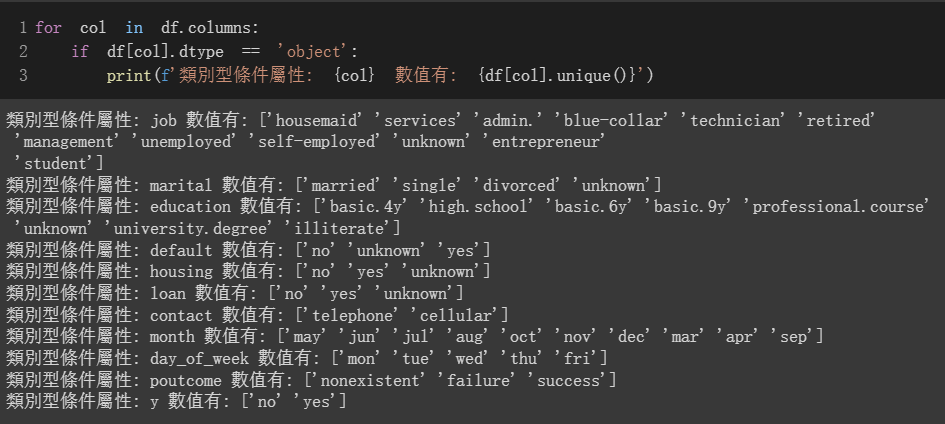 1 for col in df.columns:
2     if df[col].dtype == 'object':
3         print(f'類別型條件屬性: {col} 數值有: {df[col].unique()}')
類別型條件屬性: job 數值有: ['housemaid' 'services' 'admin.' 'blue-collar' 'technician' 'retired'
 'management' 'unemployed' 'self-employed' 'unknown' 'entrepreneur'
 'student']
類別型條件屬性: marital 數值有: ['married' 'single' 'divorced' 'unknown']
類別型條件屬性: education 數值有: ['basic.4y' 'high.school' 'basic.6y' 'basic.9y' 'professional.course'
 'unknown' 'university.degree' 'illiterate']
類別型條件屬性: default 數值有: ['no' 'unknown' 'yes']
類別型條件屬性: housing 數值有: ['no' 'yes' 'unknown']
類別型條件屬性: loan 數值有: ['no' 'yes' 'unknown']
類別型條件屬性: contact 數值有: ['telephone' 'cellular']
類別型條件屬性: month 數值有: ['may' 'jun' 'jul' 'aug' 'oct' 'nov' 'dec' 'mar' 'apr' 'sep']
類別型條件屬性: day_of_week 數值有: ['mon' 'tue' 'wed' 'thu' 'fri']
類別型條件屬性: poutcome 數值有: ['nonexistent' 'failure' 'success']
類別型條件屬性: y 數值有: ['no' 'yes']